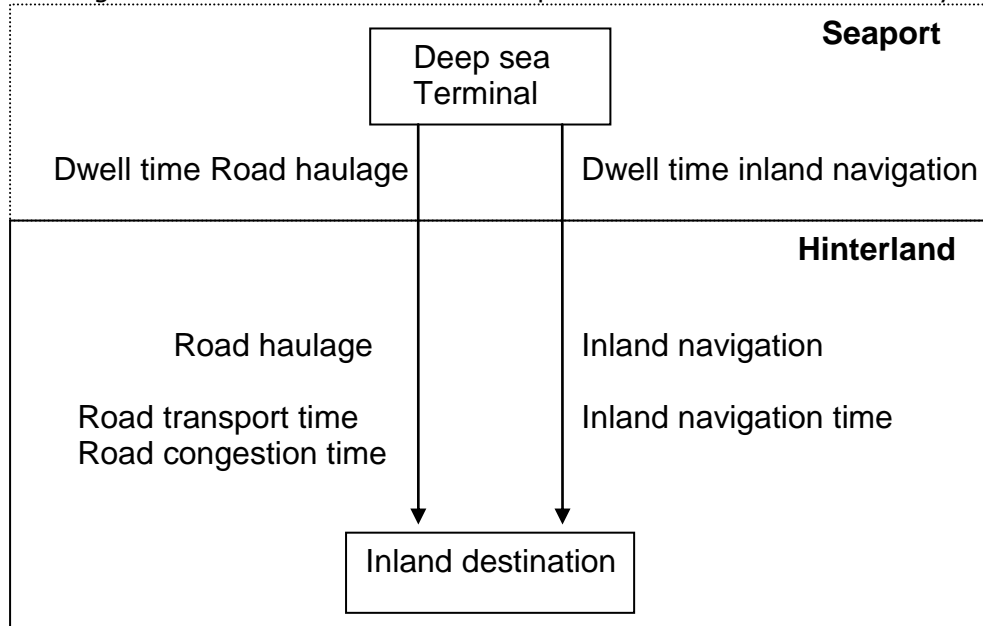 Seaport
Deep sea
Terminal
Dwell time Road haulage
Dwell time inland navigation
Hinterland
Road haulage
Inland navigation
Road transport time
Inland navigation time
Road congestion time
Inland destination